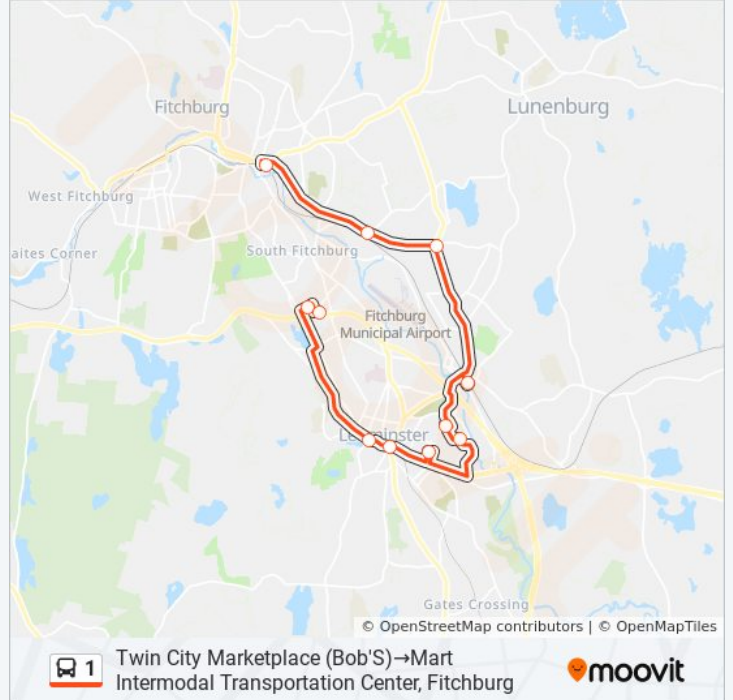 Fitchburg
Lunenburg
West Fitchburg
South Fitchburg
aites Corner
Fitchburg
Municipal Airport
Leominster
Gates Crossing
© OpenStreetMap contributors | © OpenMapTiles
1
Twin City Marketplace (Bob'S)→Mart
Intermodal Transportation Center, Fitchburg
moovit